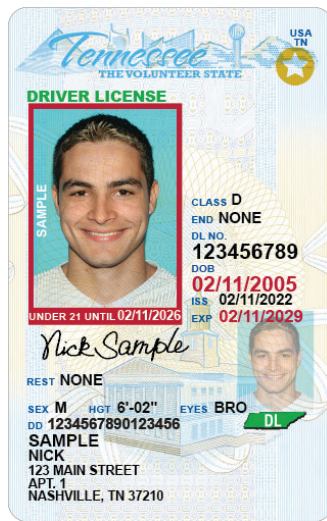 USA
TN
Tennessee
THE VOLUNTEER STATE
DRIVER LICENSE
SAMPLE
CLASS D
END NONE
DL NO.
123456789
DOB
02/11/2005
ISS 02/11/2022
EXP 02/11/2029
UNDER 21 UNTIL 02/11/2026
Nick Sample
REST NONE
SEX M HGT 6'-02" EYES BRO
DL
DD 1234567890123456
SAMPLE
NICK
123 MAIN STREET
APT. 1
NASHVILLE, TN 37210